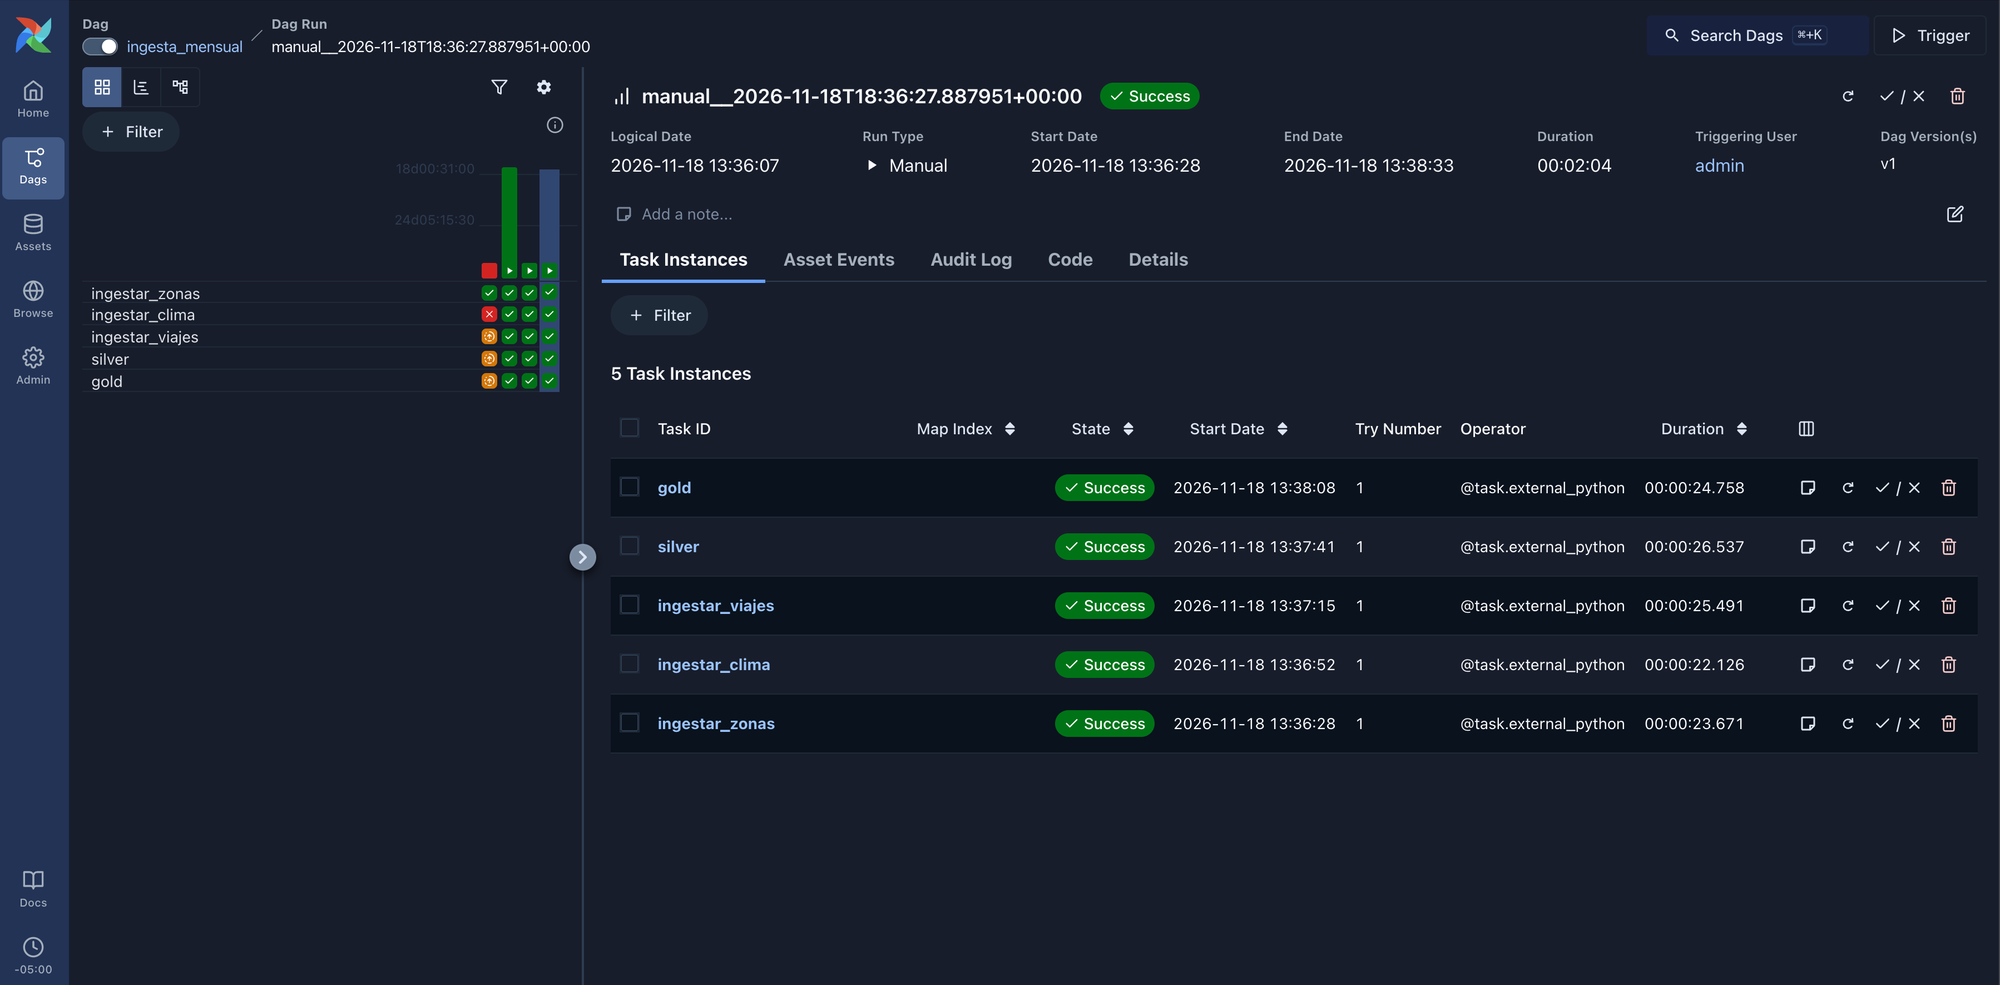 Dag
ingesta_mensual
Dag Run
manual__2026-11-18T18:36:27.887951+00:00
Search Dags ⌘+K
Trigger
Home
Dags
Assets
Browse
Admin
Docs
-05:00
Filter
18d00:31:00
24d05:15:30
ingestar_zonas
ingestar_clima
ingestar_viajes
silver
gold
manual__2026-11-18T18:36:27.887951+00:00 Success
Logical Date Run Type Start Date End Date Duration Triggering User Dag Version(s)
2026-11-18 13:36:07 Manual 2026-11-18 13:36:28 2026-11-18 13:38:33 00:02:04 admin v1
Add a note...
Task Instances Asset Events Audit Log Code Details
Filter
5 Task Instances
Task ID Map Index State Start Date Try Number Operator Duration
gold Success 2026-11-18 13:38:08 1 @task.external_python 00:00:24.758
silver Success 2026-11-18 13:37:41 1 @task.external_python 00:00:26.537
ingestar_viajes Success 2026-11-18 13:37:15 1 @task.external_python 00:00:25.491
ingestar_clima Success 2026-11-18 13:36:52 1 @task.external_python 00:00:22.126
ingestar_zonas Success 2026-11-18 13:36:28 1 @task.external_python 00:00:23.671